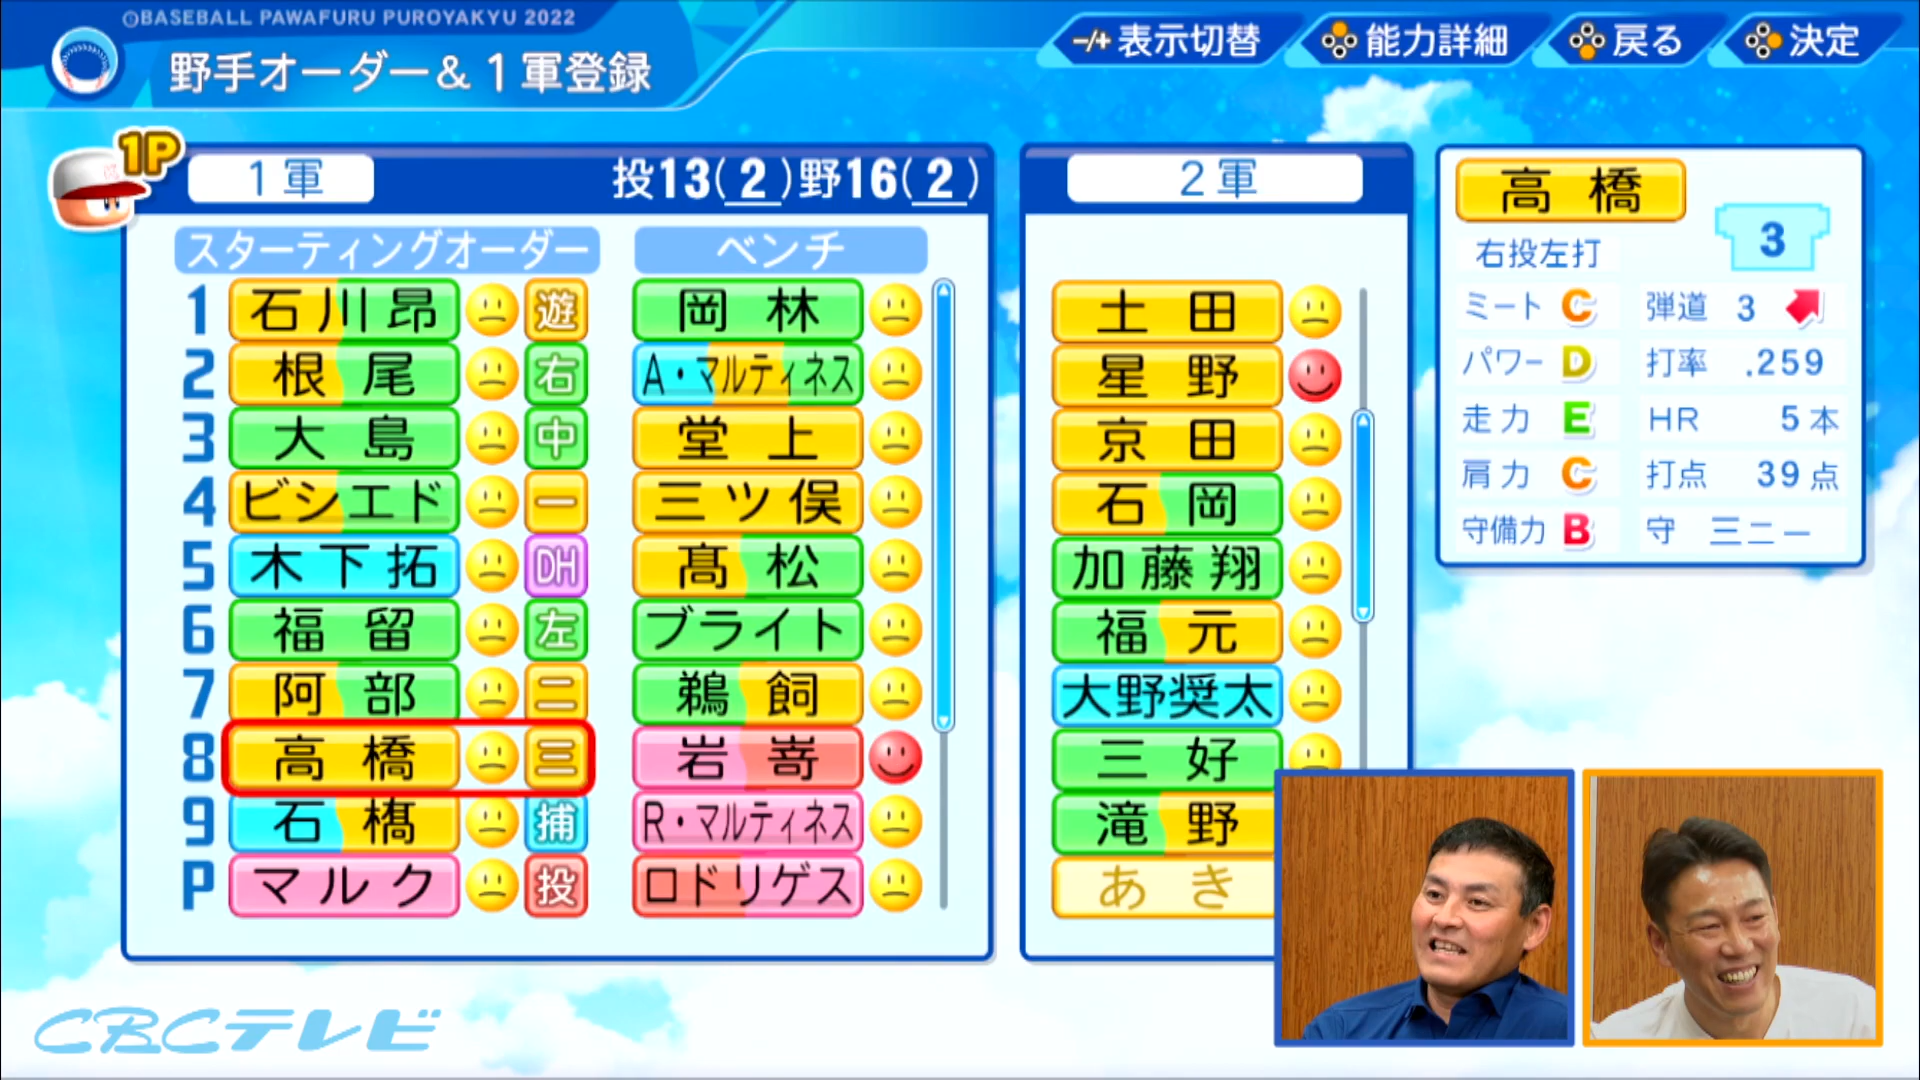 ©BASEBALL PAWAFURU PUROYAKYU 2022
野手オーダー&1軍登録
-/+表示切替 能力詳細 戻る 決定
1P
1軍 投13(2)野16(2)
スターティングオーダー ベンチ
1 石川昂 遊 岡林
2 根尾 右 A・マルティネス
3 大島 中 堂上
4 ビシエド 一 三ツ俣
5 木下拓 DH 髙松
6 福留 左 ブライト
7 阿部 二 鵜飼
8 高橋 三 岩嵜
9 石橋 捕 R・マルティネス
P マルク 投 ロドリゲス
2軍
土田
星野
京田
石岡
加藤翔
福元
大野奨太
三好
滝野
あき
高橋
3
右投左打
ミート C 弾道 3
パワー D 打率 .259
走力 E HR 5本
肩力 C 打点 39点
守備力 B 守 三二一
CBCテレビ